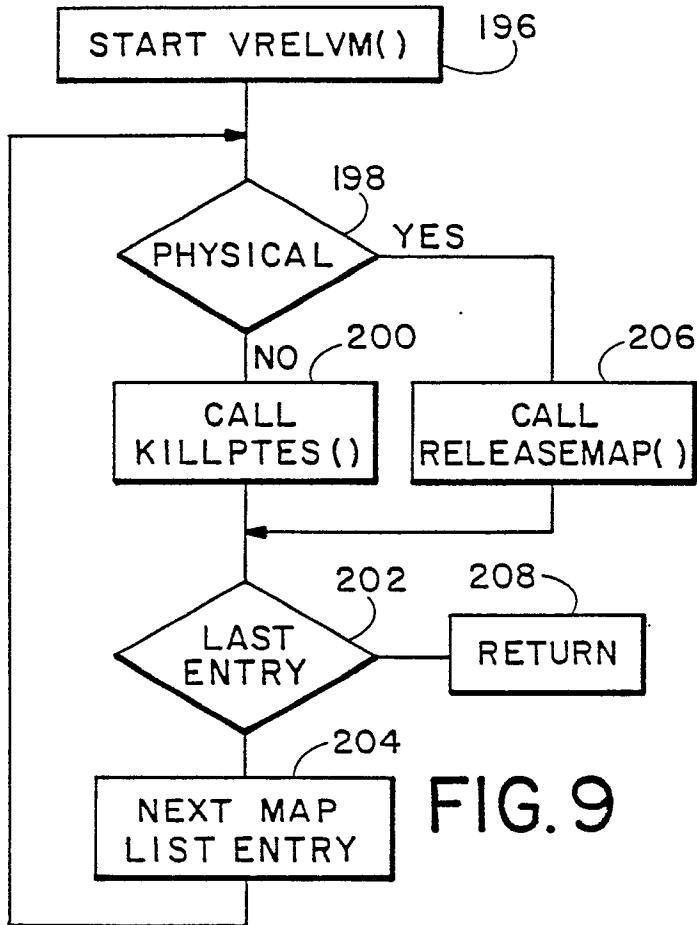 START VRELVM()
196
198
PHYSICAL
YES
NO
200
206
CALL
KILLPTES()
CALL
RELEASEMAP()
202
208
LAST
ENTRY
RETURN
204
NEXT MAP
LIST ENTRY
FIG. 9